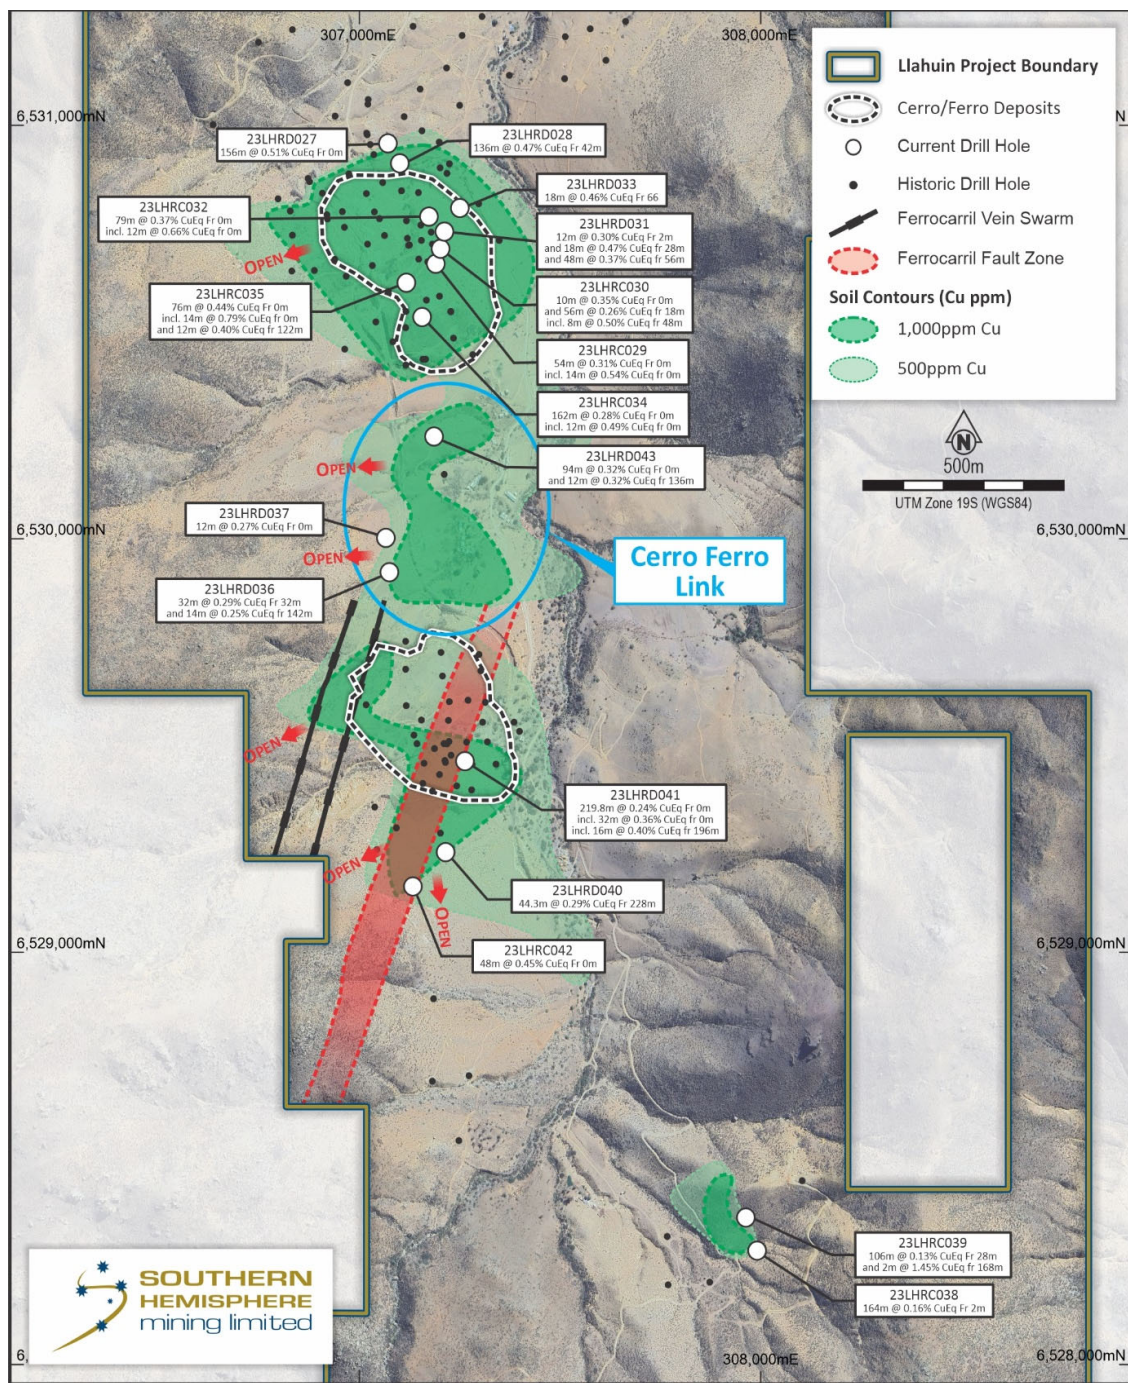 307,000mE
308,000mE
Llahuin Project Boundary
Cerro/Ferro Deposits
Current Drill Hole
Historic Drill Hole
Ferrocarril Vein Swarm
Ferrocarril Fault Zone
Soil Contours (Cu ppm)
1,000ppm Cu
500ppm Cu
N
500m
UTM Zone 19S (WGS84)
6,531,000mN
N
23LHRD027
156m @ 0.51% CuEq Fr 0m
23LHRD028
136m @ 0.47% CuEq Fr 42m
23LHRD033
18m @ 0.46% CuEq Fr 66
23LHRC032
79m @ 0.37% CuEq Fr 0m
incl. 12m @ 0.66% CuEq fr 0m
23LHRD031
12m @ 0.30% CuEq Fr 2m
and 18m @ 0.47% CuEq fr 28m
and 48m @ 0.37% CuEq fr 56m
OPEN
23LHRC035
76m @ 0.44% CuEq Fr 0m
incl. 14m @ 0.79% CuEq fr 0m
and 12m @ 0.40% CuEq fr 122m
23LHRC030
10m @ 0.35% CuEq Fr 0m
and 56m @ 0.26% CuEq fr 18m
incl. 8m @ 0.50% CuEq fr 48m
23LHRC029
54m @ 0.31% CuEq Fr 0m
incl. 14m @ 0.54% CuEq fr 0m
23LHRC034
162m @ 0.28% CuEq Fr 0m
incl. 12m @ 0.49% CuEq fr 0m
23LHRD043
94m @ 0.32% CuEq Fr 0m
and 12m @ 0.32% CuEq fr 136m
OPEN
23LHRD037
12m @ 0.27% CuEq Fr 0m
6,530,000mN
6,530,000mN
OPEN
Cerro Ferro
Link
23LHRD036
32m @ 0.29% CuEq Fr 32m
and 14m @ 0.25% CuEq fr 142m
OPEN
23LHRD041
219.8m @ 0.24% CuEq Fr 0m
incl. 32m @ 0.36% CuEq fr 0m
incl. 16m @ 0.40% CuEq fr 196m
OPEN
23LHRD040
44.3m @ 0.29% CuEq Fr 228m
OPEN
23LHRC042
48m @ 0.45% CuEq Fr 0m
6,529,000mN
6,529,000mN
23LHRC039
106m @ 0.13% CuEq Fr 28m
and 2m @ 1.45% CuEq fr 168m
23LHRC038
164m @ 0.16% CuEq Fr 2m
SOUTHERN
HEMISPHERE
mining limited
6,
308,000mE
6,528,000mN